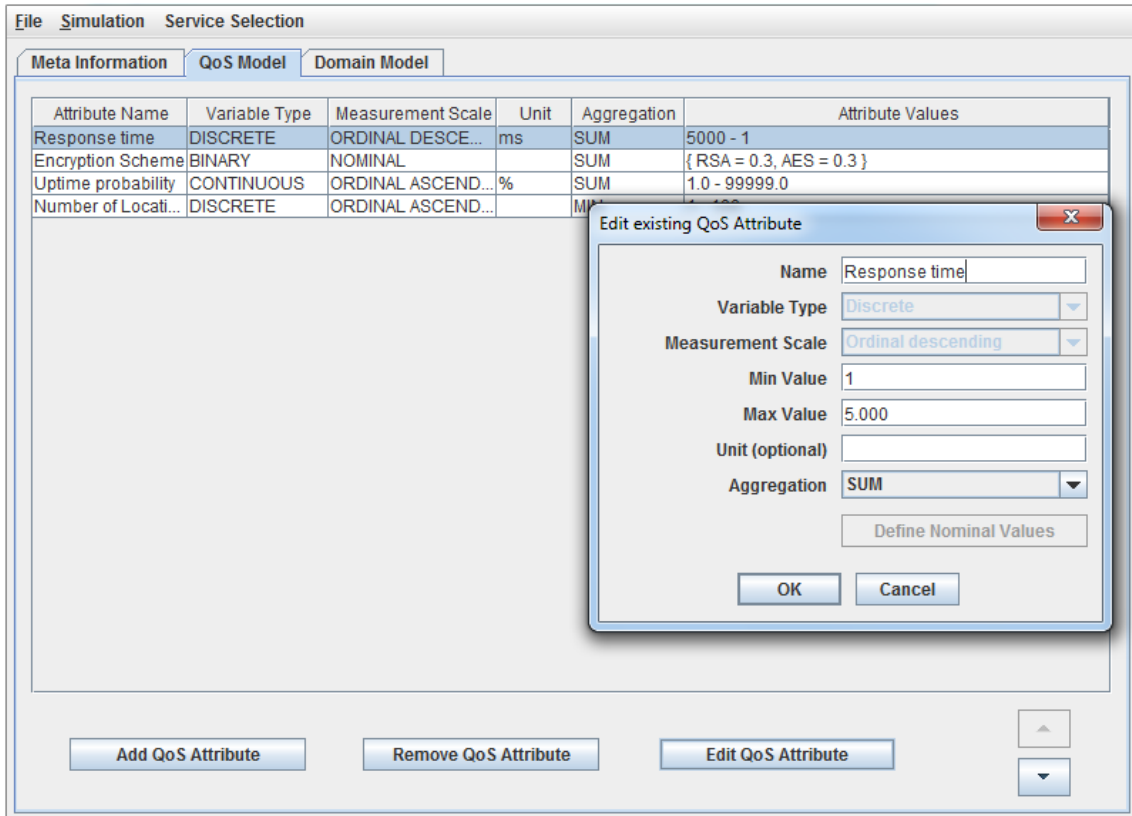 File Simulation Service Selection
Meta Information QoS Model Domain Model
Attribute Name Variable Type Measurement Scale Unit Aggregation Attribute Values
Response time DISCRETE ORDINAL DESCE... ms SUM 5000 - 1
Encryption Scheme BINARY NOMINAL SUM { RSA = 0.3, AES = 0.3 }
Uptime probability CONTINUOUS ORDINAL ASCEND... % SUM 1.0 - 99999.0
Number of Locati... DISCRETE ORDINAL ASCEND...
Edit existing QoS Attribute
Name Response time
Variable Type Discrete
Measurement Scale Ordinal descending
Min Value 1
Max Value 5.000
Unit (optional)
Aggregation SUM
Define Nominal Values
OK Cancel
Add QoS Attribute Remove QoS Attribute Edit QoS Attribute